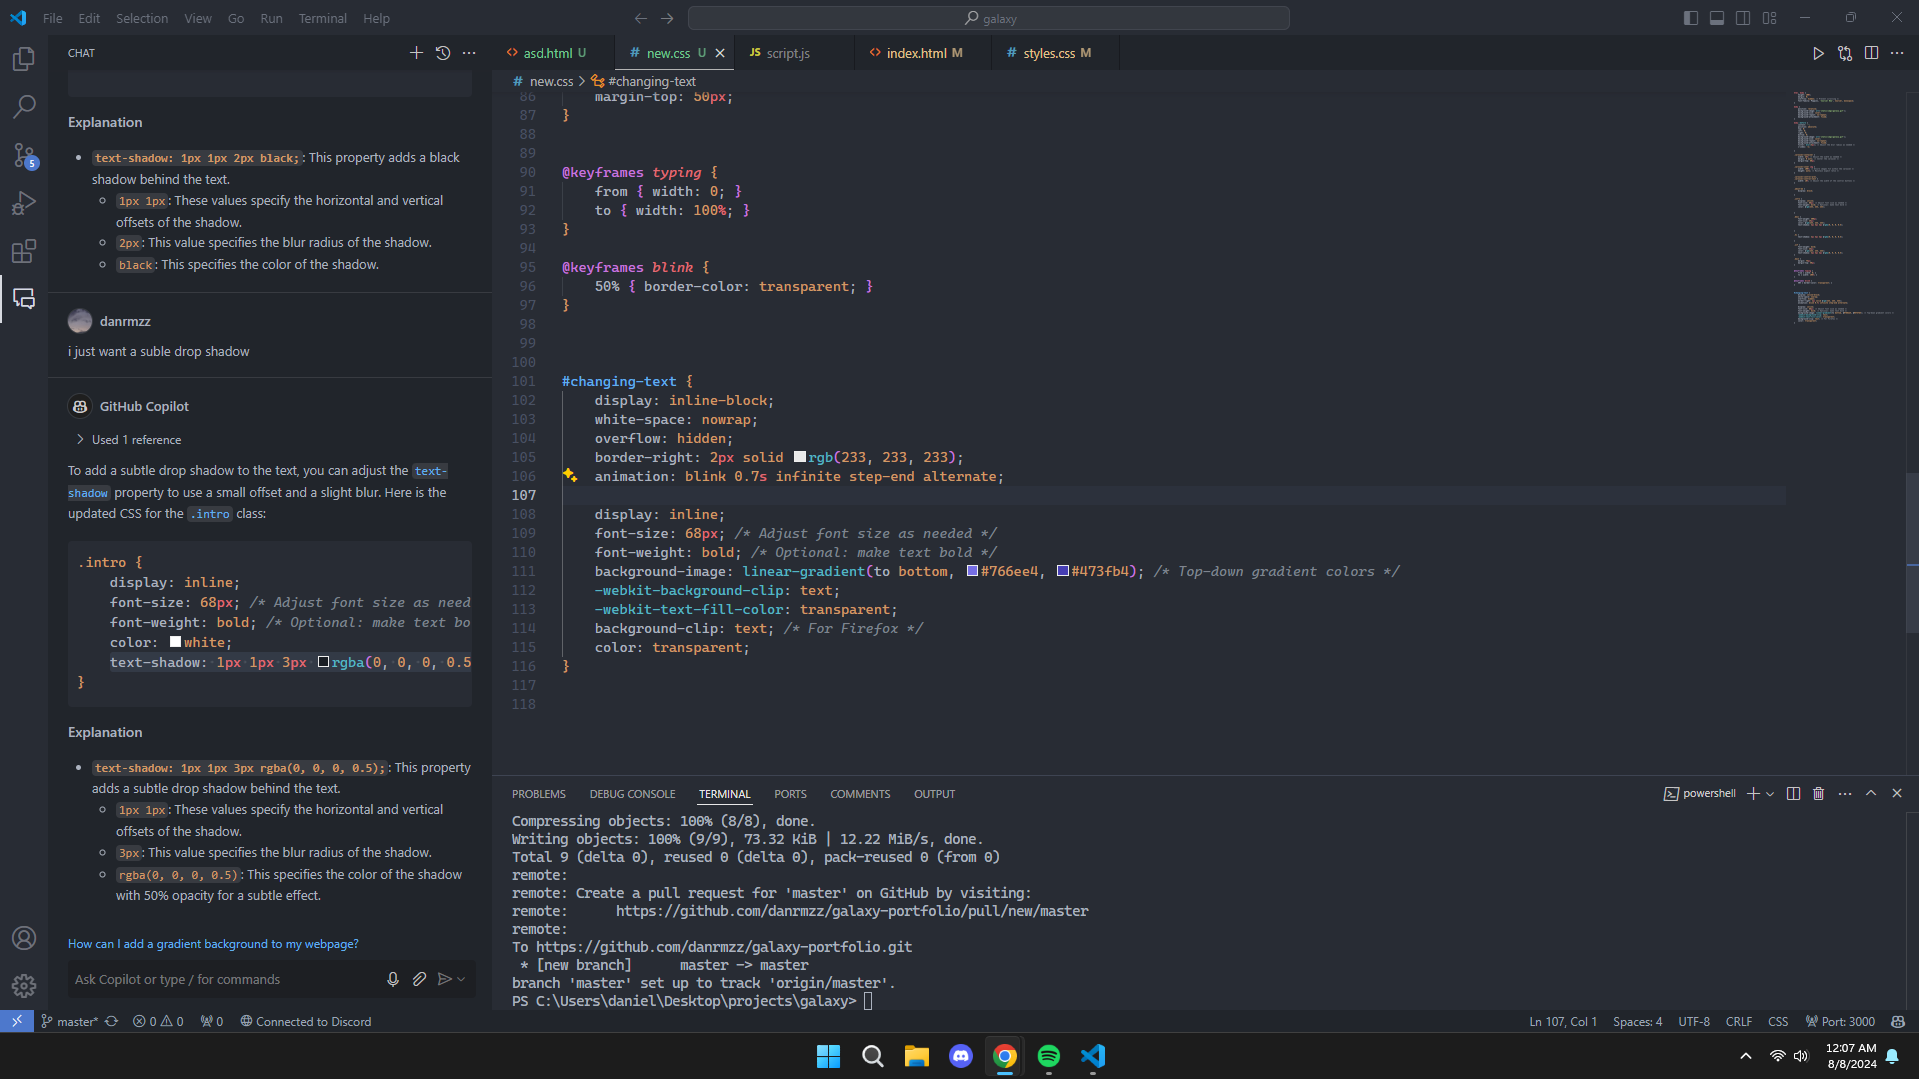 File Edit Selection View Go Run Terminal Help
galaxy
CHAT
Explanation
text-shadow: 1px 1px 2px black;: This property adds a black
shadow behind the text.
1px 1px: These values specify the horizontal and vertical
offsets of the shadow.
2px: This value specifies the blur radius of the shadow.
black: This specifies the color of the shadow.
danrmzz
i just want a suble drop shadow
GitHub Copilot
Used 1 reference
To add a subtle drop shadow to the text, you can adjust the text-
shadow property to use a small offset and a slight blur. Here is the
updated CSS for the .intro class:
.intro {
display: inline;
font-size: 68px; /* Adjust font size as need
font-weight: bold; /* Optional: make text bo
color: white;
text-shadow: 1px 1px 3px rgba(0, 0, 0, 0.5
}
Explanation
text-shadow: 1px 1px 3px rgba(0, 0, 0, 0.5);: This property
adds a subtle drop shadow behind the text.
1px 1px: These values specify the horizontal and vertical
offsets of the shadow.
3px: This value specifies the blur radius of the shadow.
rgba(0, 0, 0, 0.5): This specifies the color of the shadow
with 50% opacity for a subtle effect.
How can I add a gradient background to my webpage?
Ask Copilot or type / for commands
5
asd.html U # new.css U JS script.js index.html M # styles.css M
# new.css > #changing-text
86 margin-top: 50px;
87 }
88
89
90 @keyframes typing {
91 from { width: 0; }
92 to { width: 100%; }
93 }
94
95 @keyframes blink {
96 50% { border-color: transparent; }
97 }
98
99
100
101 #changing-text {
102 display: inline-block;
103 white-space: nowrap;
104 overflow: hidden;
105 border-right: 2px solid rgb(233, 233, 233);
106 animation: blink 0.7s infinite step-end alternate;
107
108 display: inline;
109 font-size: 68px; /* Adjust font size as needed */
110 font-weight: bold; /* Optional: make text bold */
111 background-image: linear-gradient(to bottom, #766ee4, #473fb4); /* Top-down gradient colors */
112 -webkit-background-clip: text;
113 -webkit-text-fill-color: transparent;
114 background-clip: text; /* For Firefox */
115 color: transparent;
116 }
117
118
PROBLEMS DEBUG CONSOLE TERMINAL PORTS COMMENTS OUTPUT
powershell
Compressing objects: 100% (8/8), done.
Writing objects: 100% (9/9), 73.32 KiB | 12.22 MiB/s, done.
Total 9 (delta 0), reused 0 (delta 0), pack-reused 0 (from 0)
remote:
remote: Create a pull request for 'master' on GitHub by visiting:
remote: https://github.com/danrmzz/galaxy-portfolio/pull/new/master
remote:
To https://github.com/danrmzz/galaxy-portfolio.git
* [new branch] master -> master
branch 'master' set up to track 'origin/master'.
PS C:\Users\daniel\Desktop\projects\galaxy>
master* 0 0 0 Connected to Discord
Ln 107, Col 1 Spaces: 4 UTF-8 CRLF CSS Port: 3000
12:07 AM
8/8/2024